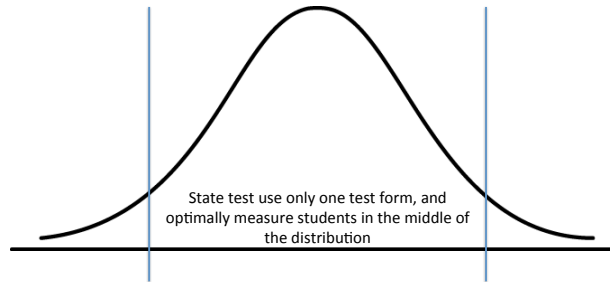 State test use only one test form, and
optimally measure students in the middle of
the distribution